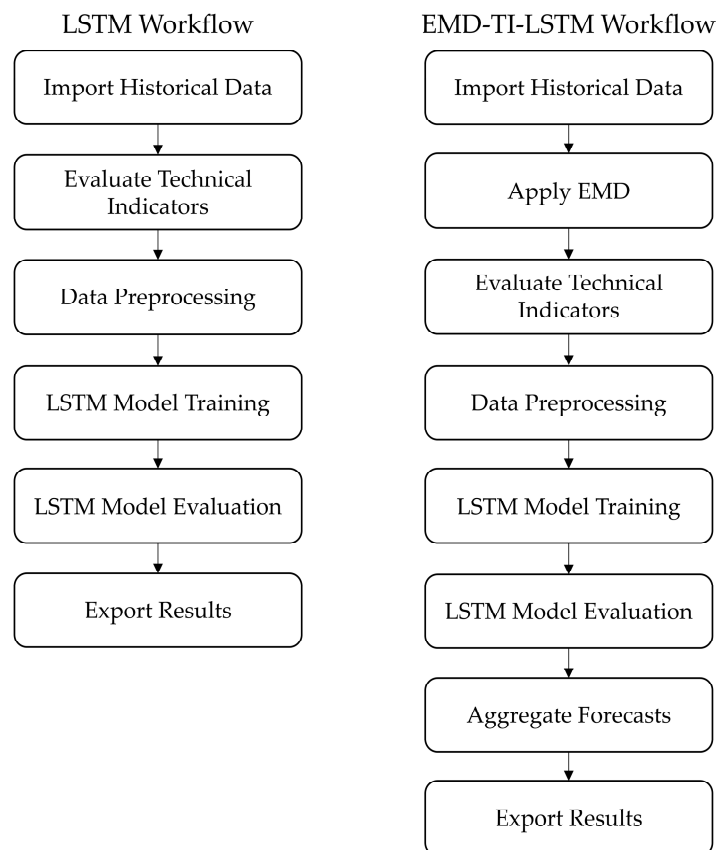 LSTM Workflow
Import Historical Data
Evaluate Technical
Indicators
Data Preprocessing
LSTM Model Training
LSTM Model Evaluation
Export Results
EMD-TI-LSTM Workflow
Import Historical Data
Apply EMD
Evaluate Technical
Indicators
Data Preprocessing
LSTM Model Training
LSTM Model Evaluation
Aggregate Forecasts
Export Results